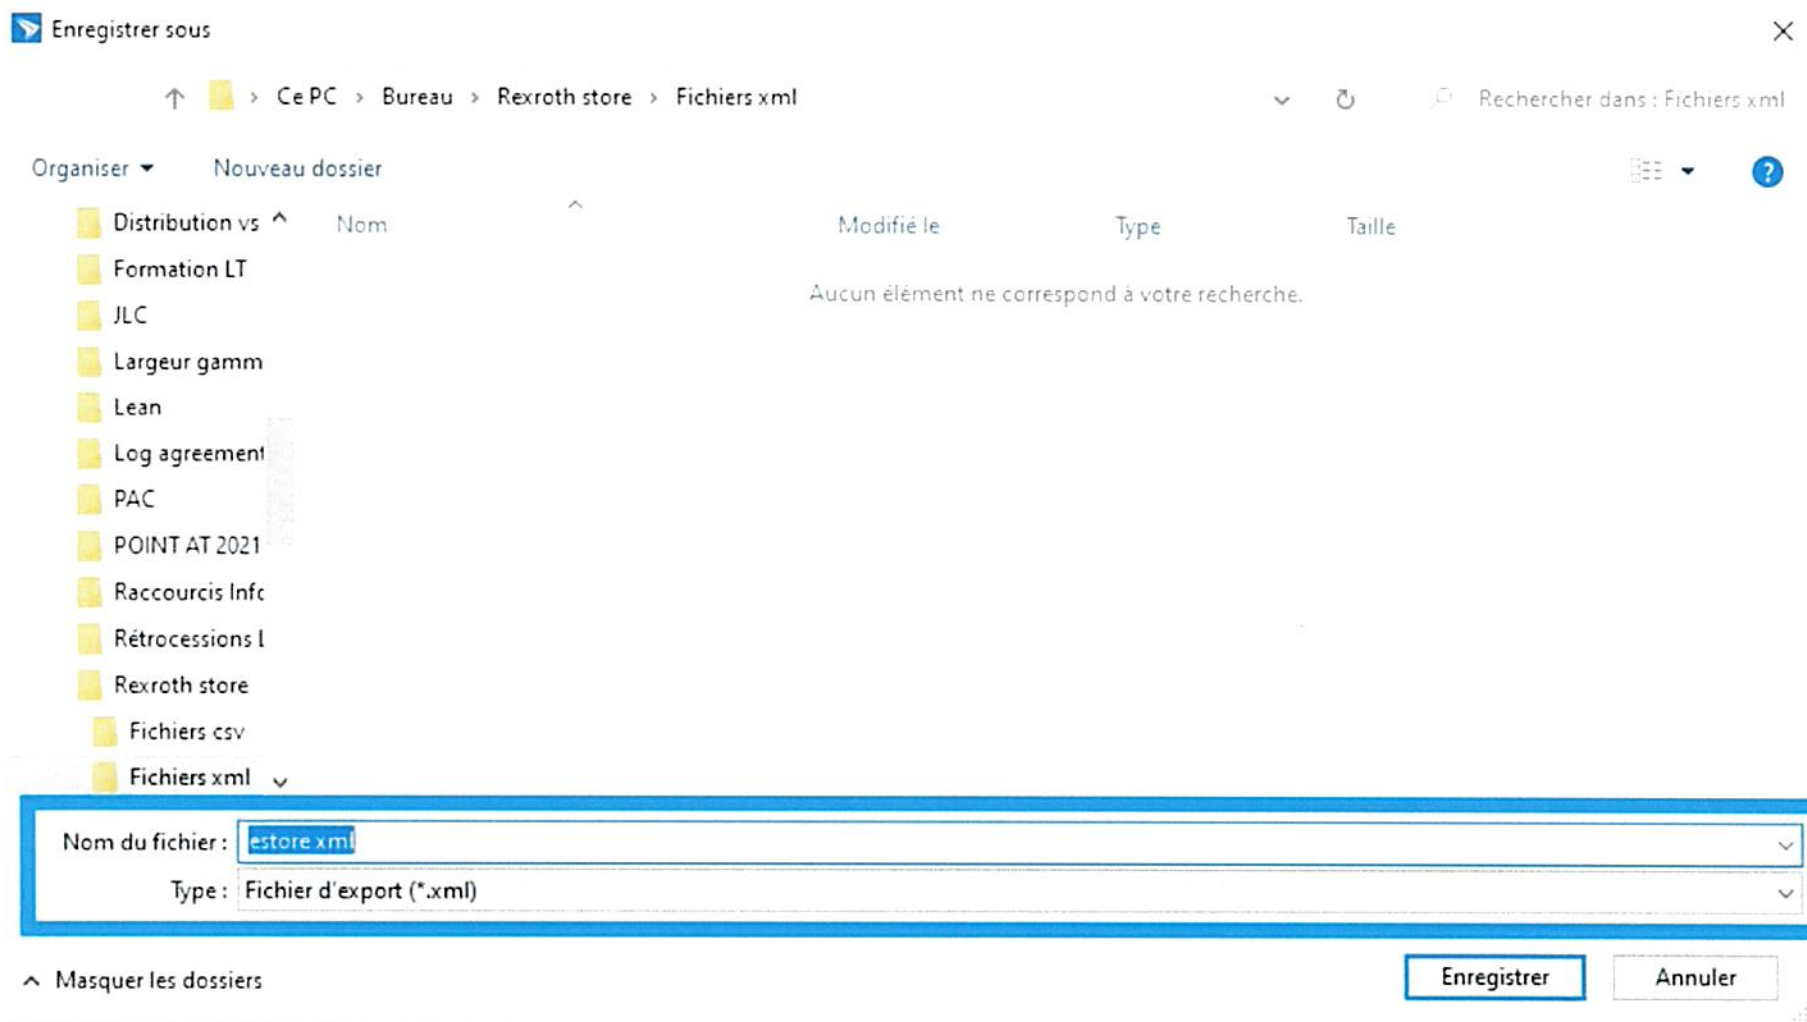 Enregistrer sous
Ce PC > Bureau > Rexroth store > Fichiers xml
Rechercher dans : Fichiers xml
Organiser
Nouveau dossier
?
Nom
Modifié le
Type
Taille
Aucun élément ne correspond à votre recherche.
Distribution vs
Formation LT
JLC
Largeur gamm
Lean
Log agreement
PAC
POINT AT 2021
Raccourcis Info
Rétrocessions L
Rexroth store
Fichiers csv
Fichiers xml
Nom du fichier : estore xml
Type : Fichier d'export (*.xml)
Masquer les dossiers
Enregistrer
Annuler